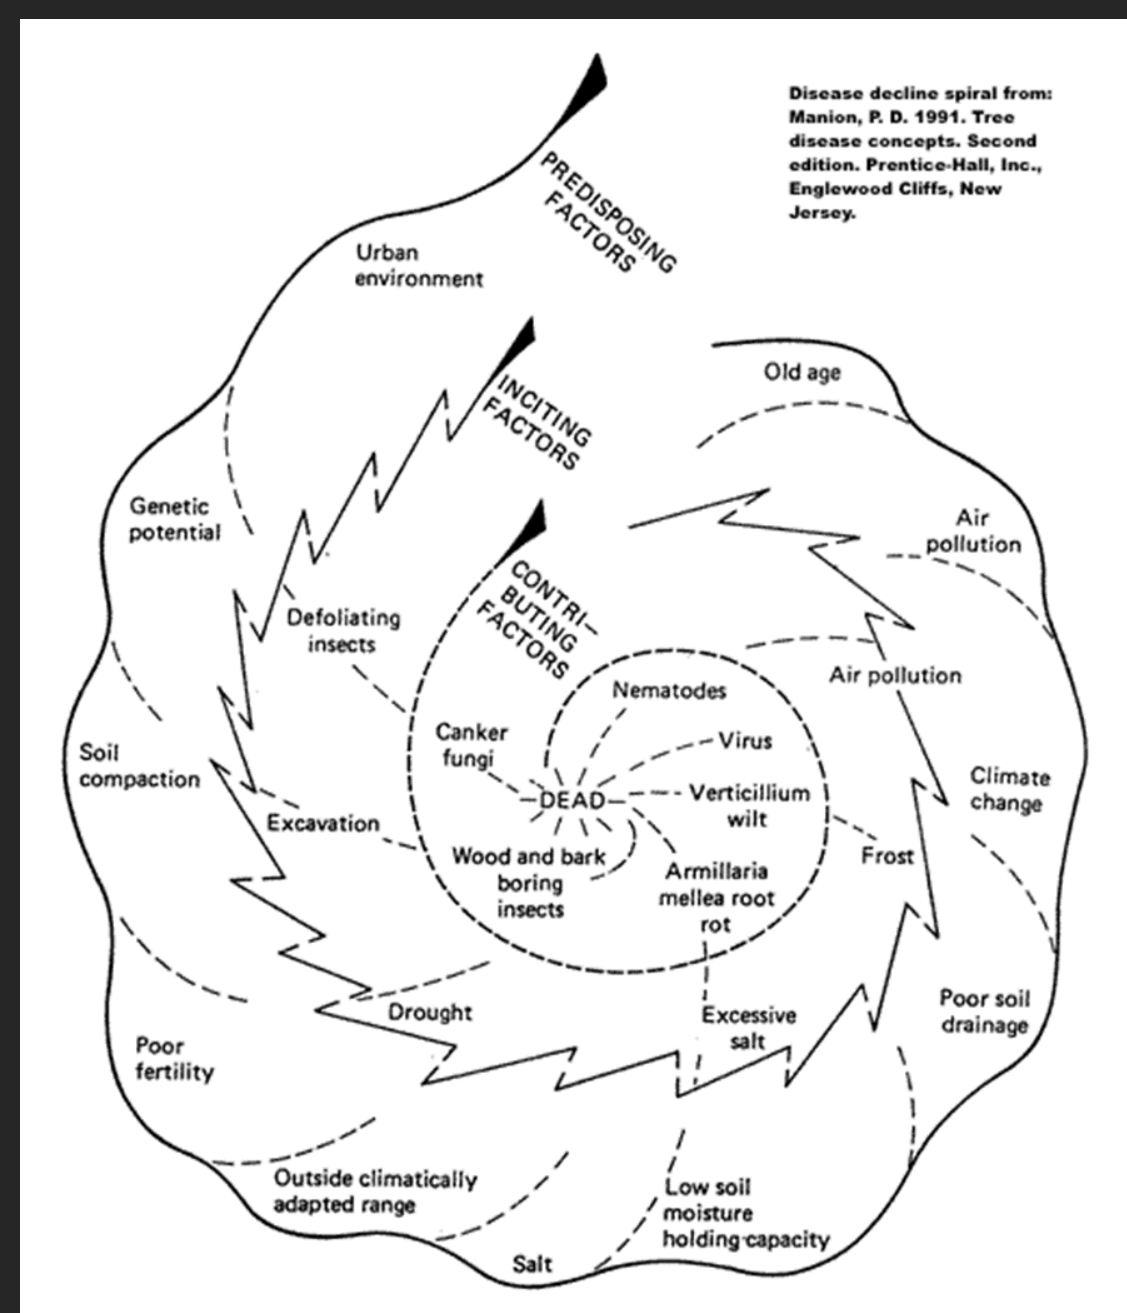 Disease decline spiral from:
Manion, P. D. 1991. Tree
disease concepts. Second
edition. Prentice-Hall, Inc.,
Englewood Cliffs, New
Jersey.
PREDISPOSING
FACTORS
Urban
environment
INCITING
FACTORS
Old age
Genetic
potential
Air
pollution
CONTRI-
BUTING
FACTORS
Defoliating
insects
Air pollution
Nematodes
Canker
fungi
Virus
Soil
compaction
Climate
change
DEAD
Verticillium
wilt
Excavation
Frost
Wood and bark
boring
insects
Armillaria
mellea root
rot
Drought
Excessive
salt
Poor soil
drainage
Poor
fertility
Outside climatically
adapted range
Low soil
moisture
holding capacity
Salt